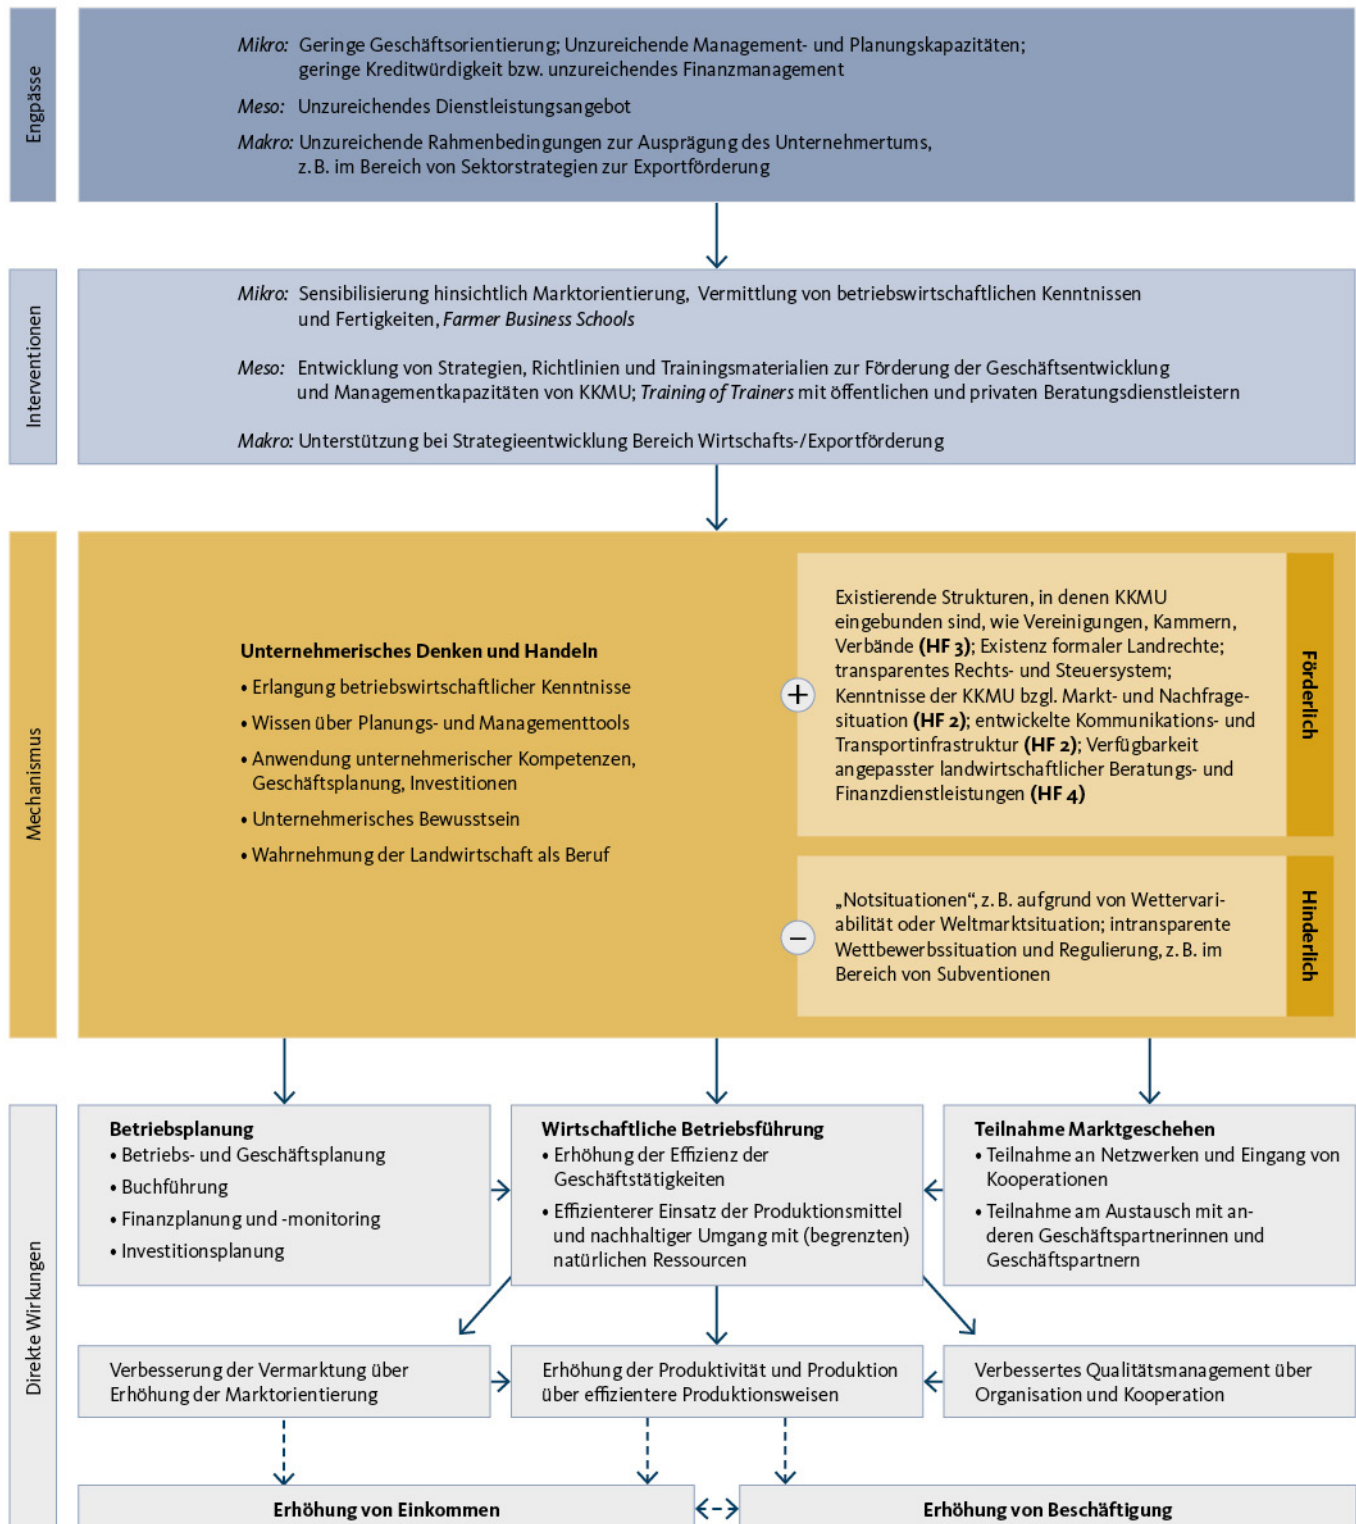 Engpässe
Mikro: Geringe Geschäftsorientierung; Unzureichende Management- und Planungskapazitäten;
geringe Kreditwürdigkeit bzw. unzureichendes Finanzmanagement
Meso: Unzureichendes Dienstleistungsangebot
Makro: Unzureichende Rahmenbedingungen zur Ausprägung des Unternehmertums,
z. B. im Bereich von Sektorstrategien zur Exportförderung
Interventionen
Mikro: Sensibilisierung hinsichtlich Marktorientierung, Vermittlung von betriebswirtschaftlichen Kenntnissen
und Fertigkeiten, Farmer Business Schools
Meso: Entwicklung von Strategien, Richtlinien und Trainingsmaterialien zur Förderung der Geschäftsentwicklung
und Managementkapazitäten von KKMU; Training of Trainers mit öffentlichen und privaten Beratungsdienstleistern
Makro: Unterstützung bei Strategieentwicklung Bereich Wirtschafts-/Exportförderung
Mechanismus
Unternehmerisches Denken und Handeln
• Erlangung betriebswirtschaftlicher Kenntnisse
• Wissen über Planungs- und Managementtools
• Anwendung unternehmerischer Kompetenzen,
Geschäftsplanung, Investitionen
• Unternehmerisches Bewusstsein
• Wahrnehmung der Landwirtschaft als Beruf
+
Existierende Strukturen, in denen KKMU
eingebunden sind, wie Vereinigungen, Kammern,
Verbände (HF 3); Existenz formaler Landrechte;
transparentes Rechts- und Steuersystem;
Kenntnisse der KKMU bzgl. Markt- und Nachfrage-
situation (HF 2); entwickelte Kommunikations- und
Transportinfrastruktur (HF 2); Verfügbarkeit
angepasster landwirtschaftlicher Beratungs- und
Finanzdienstleistungen (HF 4)
Förderlich
–
„Notsituationen“, z. B. aufgrund von Wettervari-
abilität oder Weltmarktsituation; intransparente
Wettbewerbssituation und Regulierung, z. B. im
Bereich von Subventionen
Hinderlich
Direkte Wirkungen
Betriebsplanung
• Betriebs- und Geschäftsplanung
• Buchführung
• Finanzplanung und -monitoring
• Investitionsplanung
Wirtschaftliche Betriebsführung
• Erhöhung der Effizienz der
Geschäftstätigkeiten
• Effizienterer Einsatz der Produktionsmittel
und nachhaltiger Umgang mit (begrenzten)
natürlichen Ressourcen
Teilnahme Marktgeschehen
• Teilnahme an Netzwerken und Eingang von
Kooperationen
• Teilnahme am Austausch mit an-
deren Geschäftspartnerinnen und
Geschäftspartnern
Verbesserung der Vermarktung über
Erhöhung der Marktorientierung
Erhöhung der Produktivität und Produktion
über effizientere Produktionsweisen
Verbessertes Qualitätsmanagement über
Organisation und Kooperation
Erhöhung von Einkommen
Erhöhung von Beschäftigung